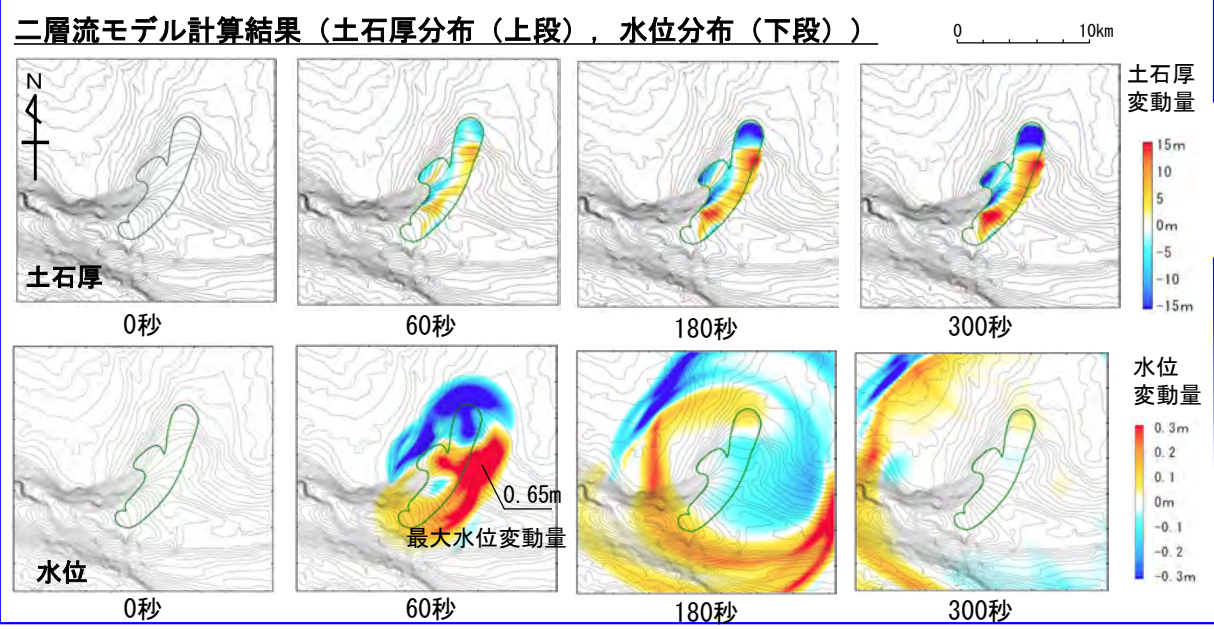 二層流モデル計算結果（土石厚分布（上段），水位分布（下段））
0 10km
N
土石厚
0秒
60秒
180秒
300秒
土石厚
変動量
15m
10
5
0m
-5
-10
-15m
0.65m
最大水位変動量
水位
0秒
60秒
180秒
300秒
水位
変動量
0.3m
0.2
0.1
0m
-0.1
-0.2
-0.3m